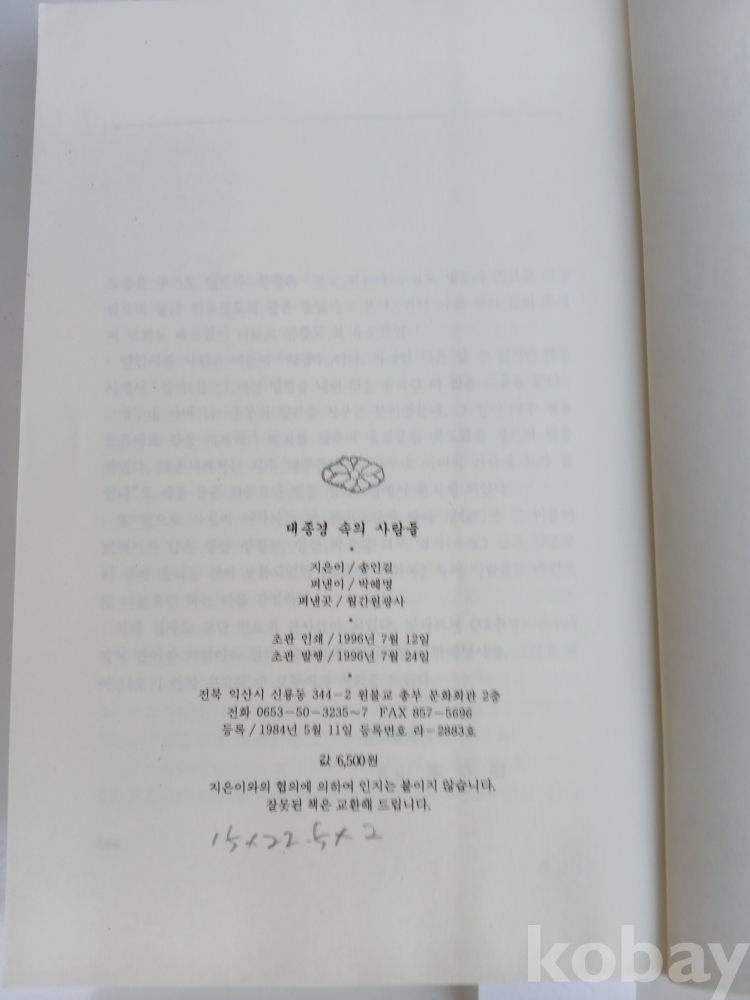 대종경 속의 사람들
지은이/송인걸
펴낸이/박혜명
펴낸곳/월간원광사
초판 인쇄/1996년 7월 12일
초판 발행/1996년 7월 24일
전북 익산시 신룡동 344-2 원불교 총부 문화회관 2층
전화 0653-50-3235~7 FAX 857-5696
등록/1984년 5월 11일 등록번호 라-2883호
값 6,500원
지은이와의 협의에 의하여 인지는 붙이지 않습니다.
잘못된 책은 교환해 드립니다.
15×22.5×2
kobay